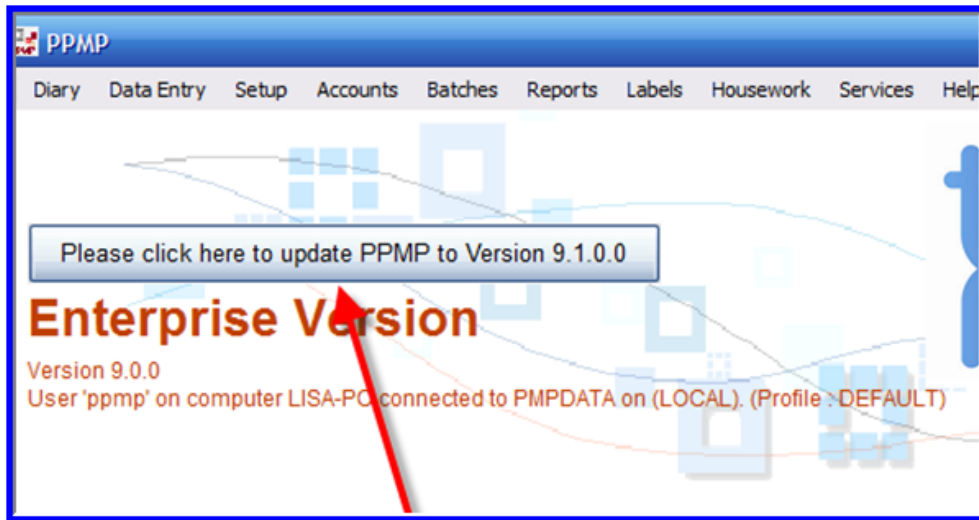 PPMP
Diary Data Entry Setup Accounts Batches Reports Labels Housework Services Help
Please click here to update PPMP to Version 9.1.0.0
Enterprise Version
Version 9.0.0
User 'ppmp' on computer LISA-PC connected to PMPDATA on (LOCAL). (Profile : DEFAULT)